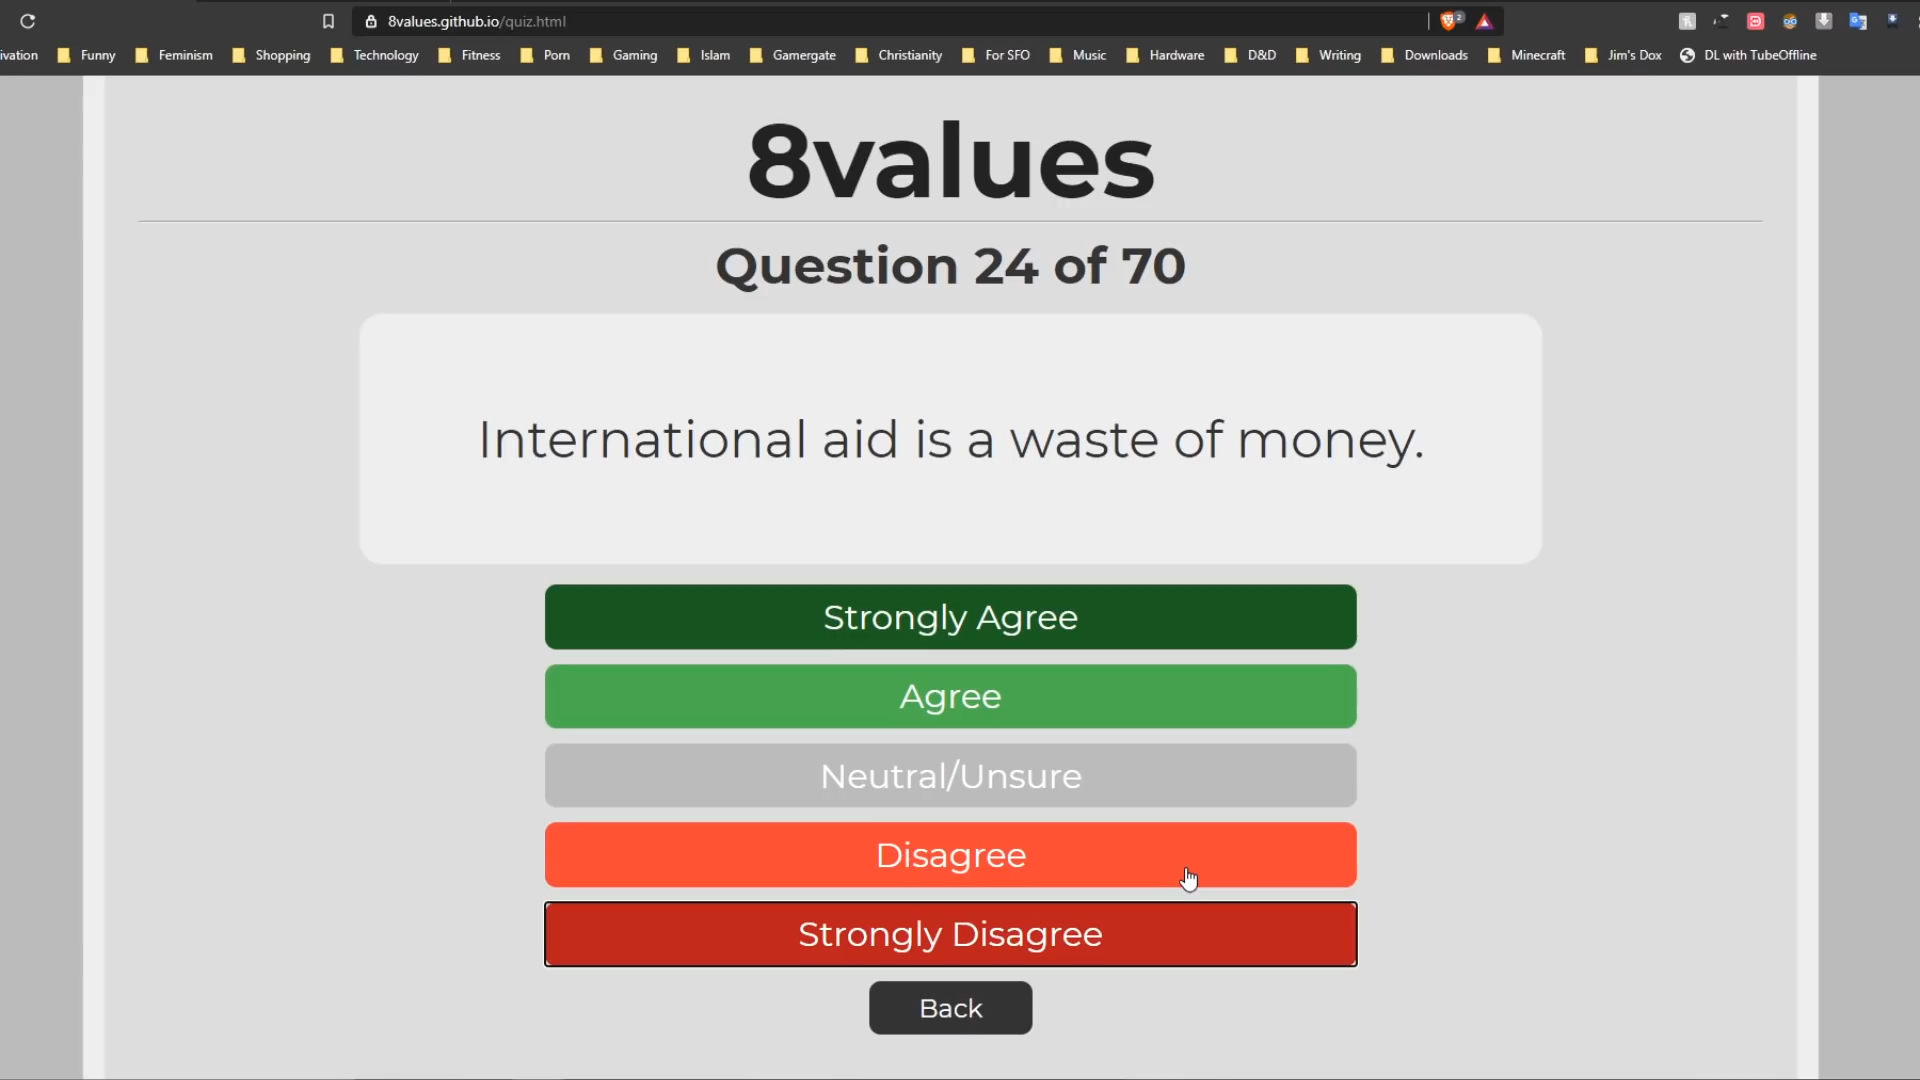 8values.github.io/quiz.html
2
ivation Funny Feminism Shopping Technology Fitness Porn Gaming Islam Gamergate Christianity For SFO Music Hardware D&D Writing Downloads Minecraft Jim's Dox DL with TubeOffline
8values
Question 24 of 70
International aid is a waste of money.
Strongly Agree
Agree
Neutral/Unsure
Disagree
Strongly Disagree
Back